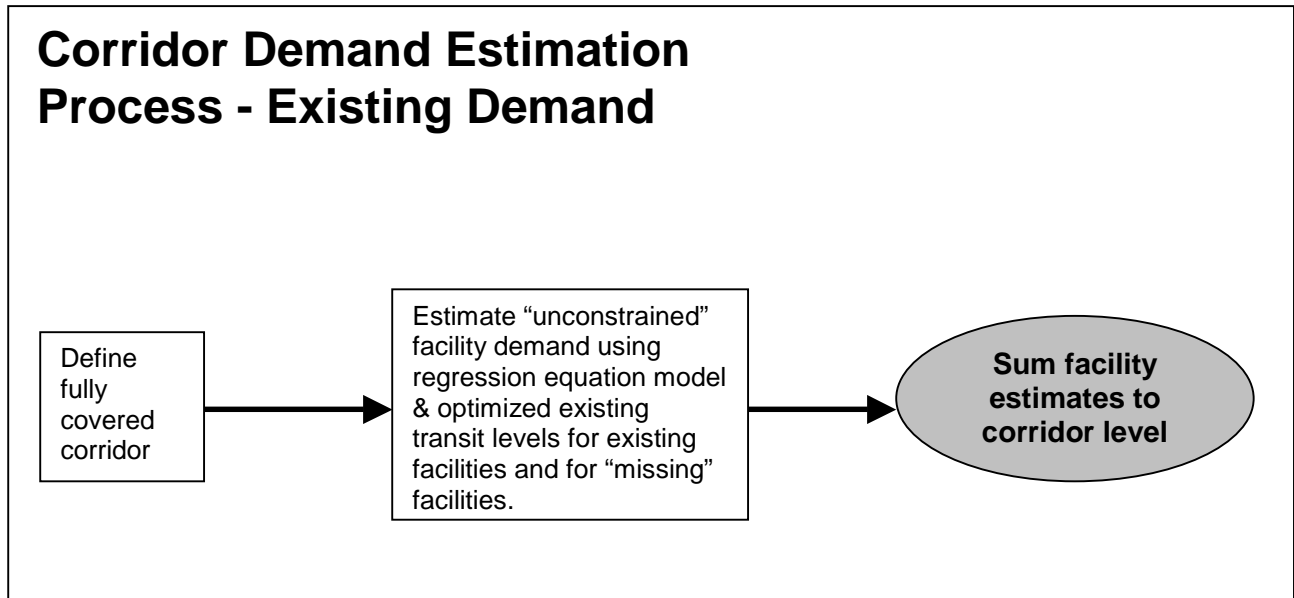 Corridor Demand Estimation
Process - Existing Demand
Define
fully
covered
corridor
Estimate “unconstrained”
facility demand using
regression equation model
& optimized existing
transit levels for existing
facilities and for “missing”
facilities.
Sum facility
estimates to
corridor level